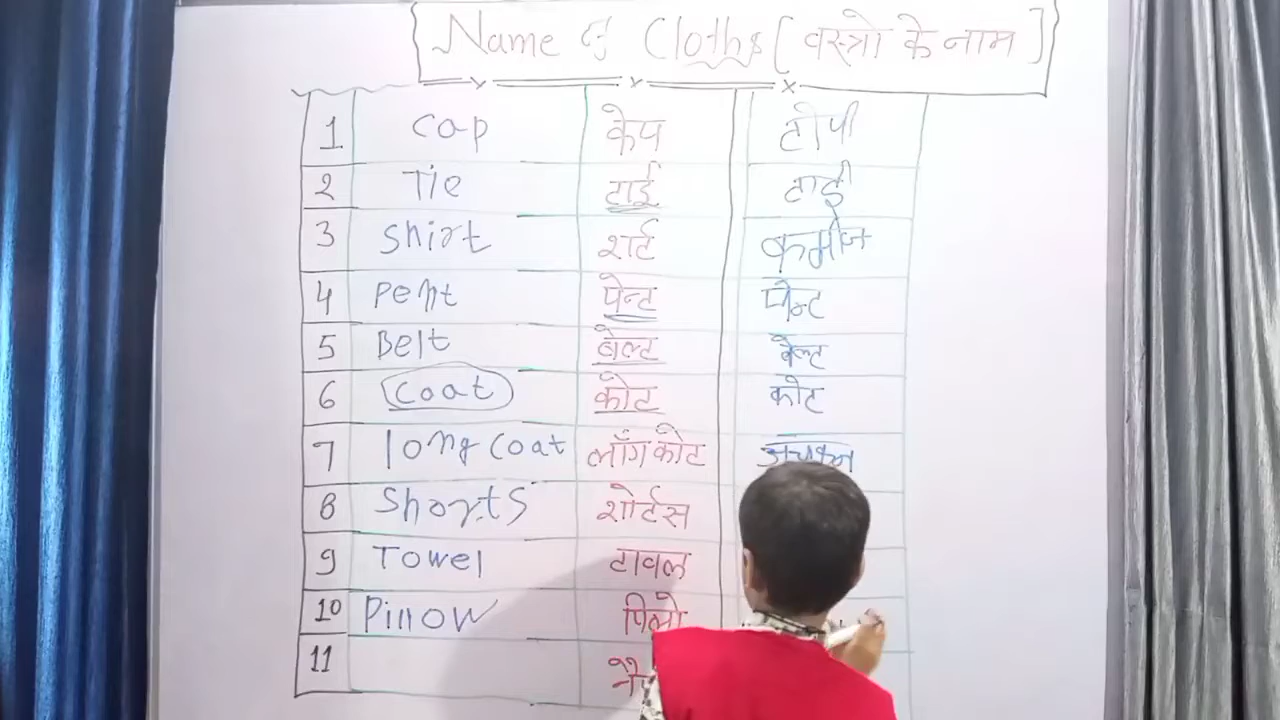 Name of Cloths [वस्त्रो के नाम]
1 Cap केप टोपी
2 Tie टाई टाई
3 Shirt शर्ट कमीज
4 Pent पेन्ट पेन्ट
5 Belt बेल्ट बेल्ट
6 Coat कोट कोट
7 long coat लॉंग कोट अचकन
8 Shorts शोर्टस
9 Towel टावल
10 Pillow पिलो
11